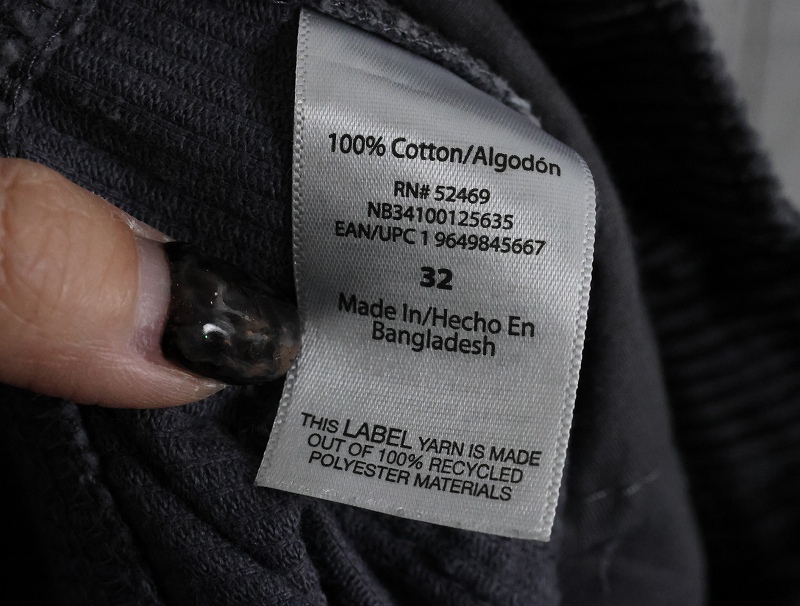 100% Cotton/Algodón
RN# 52469
NB34100125635
EAN/UPC 1 9649845667
32
Made In/Hecho En
Bangladesh
THIS LABEL YARN IS MADE
OUT OF 100% RECYCLED
POLYESTER MATERIALS